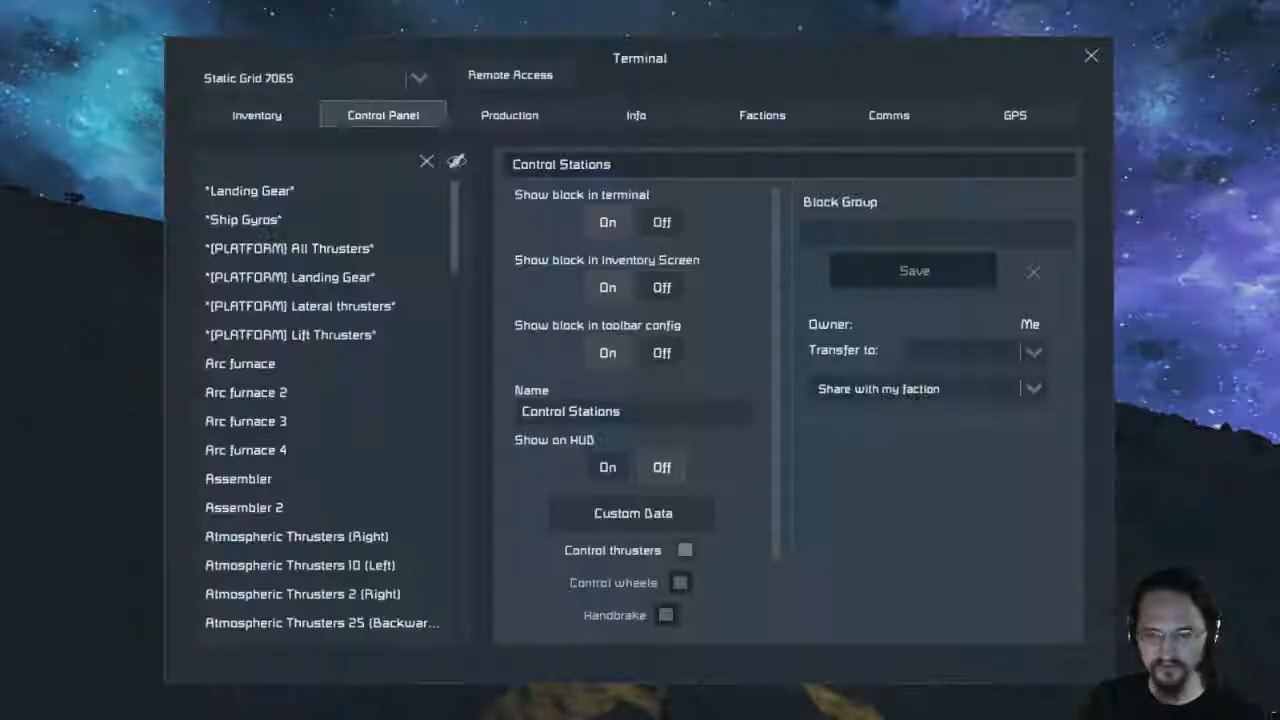 Terminal
Static Grid 7065
Remote Access
Inventory
Control Panel
Production
Info
Factions
Comms
GPS
*Landing Gear*
*Ship Gyros*
*[PLATFORM] All Thrusters*
*[PLATFORM] Landing Gear*
*[PLATFORM] Lateral thrusters*
*[PLATFORM] Lift Thrusters*
Arc furnace
Arc furnace 2
Arc furnace 3
Arc furnace 4
Assembler
Assembler 2
Atmospheric Thrusters (Right)
Atmospheric Thrusters 10 (Left)
Atmospheric Thrusters 2 (Right)
Atmospheric Thrusters 25 (Backwar...
Control Stations
Show block in terminal
On Off
Show block in Inventory Screen
On Off
Show block in toolbar config
On Off
Name
Control Stations
Show on HUD
On Off
Custom Data
Control thrusters
Control wheels
Handbrake
Block Group
Save
Owner: Me
Transfer to:
Share with my faction